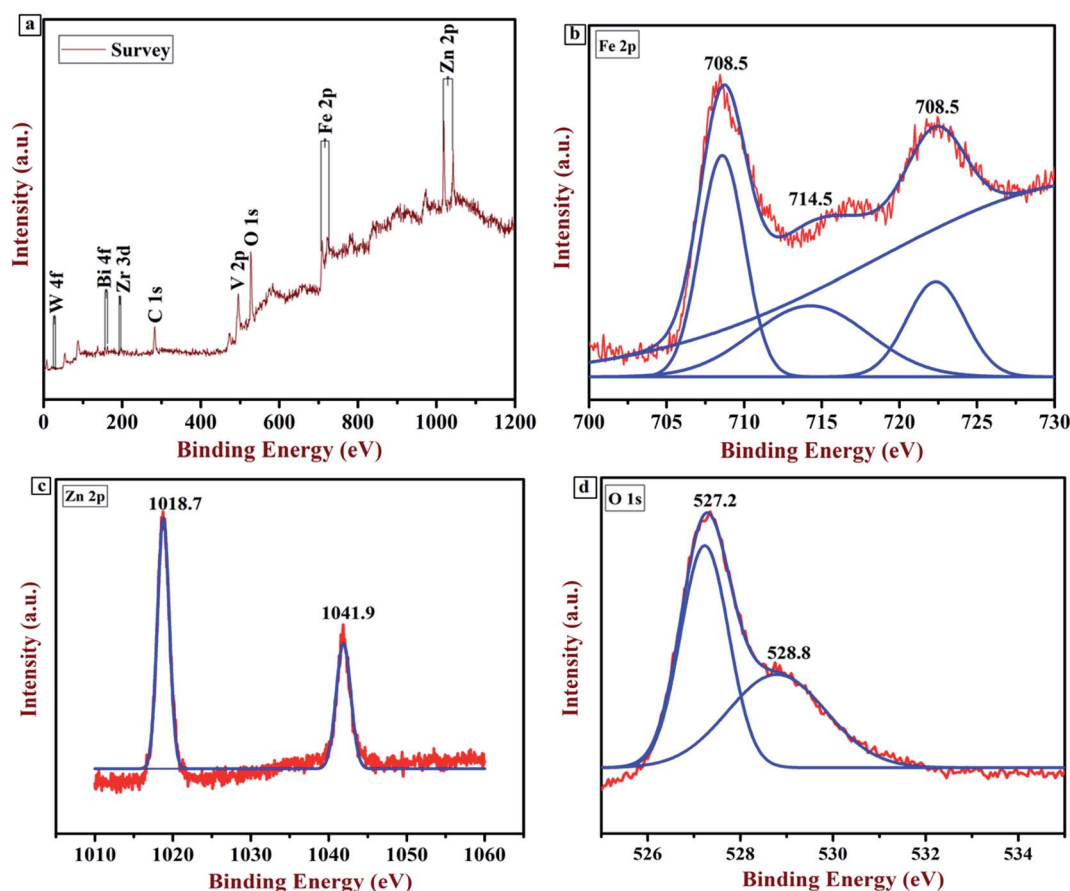 a
Survey
W 4f
Bi 4f
Zr 3d
C 1s
V 2p
O 1s
Fe 2p
Zn 2p
Intensity (a.u.)
0 200 400 600 800 1000 1200
Binding Energy (eV)
b
Fe 2p
708.5
714.5
708.5
Intensity (a.u.)
700 705 710 715 720 725 730
Binding Energy (eV)
c
Zn 2p
1018.7
1041.9
Intensity (a.u.)
1010 1020 1030 1040 1050 1060
Binding Energy (eV)
d
O 1s
527.2
528.8
Intensity (a.u.)
526 528 530 532 534
Binding Energy (eV)